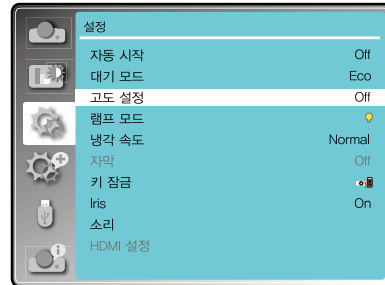 설정
자동 시작 Off
대기 모드 Eco
고도 설정 Off
램프 모드
냉각 속도 Normal
자막 Off
키 잠금
Iris On
소리
HDMI 설정